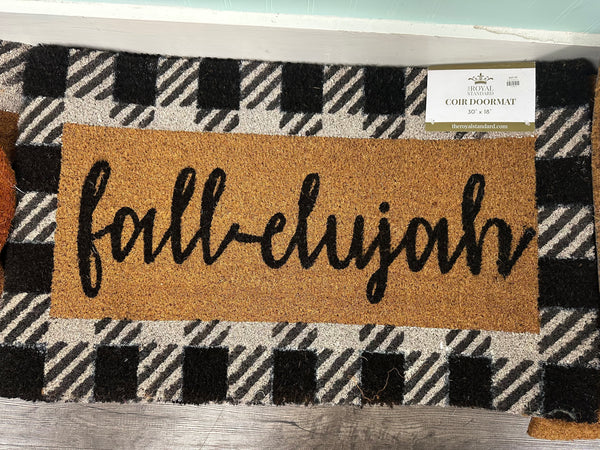 THE
ROYAL
STANDARD
COIR DOORMAT
30" x 18"
theroyalstandard.com
fall-elujah